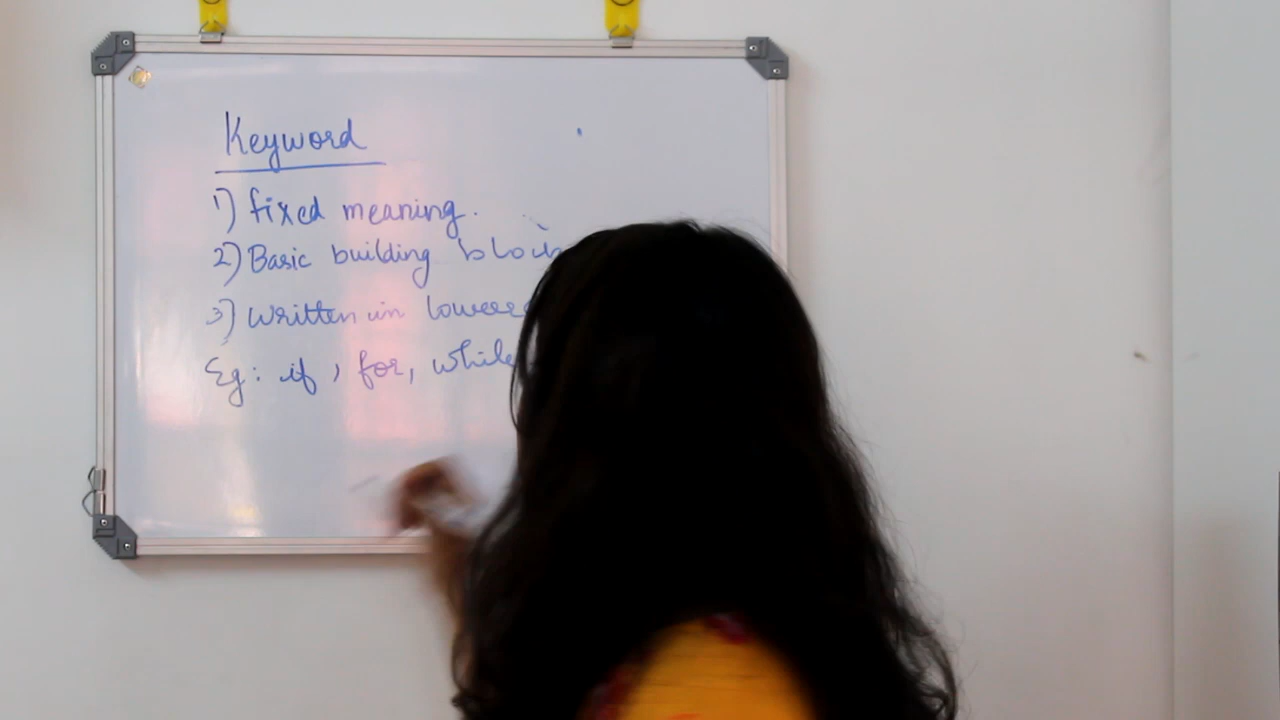 Keyword
1) fixed meaning.
2) Basic building
3) Written in
Eg: if, for, while